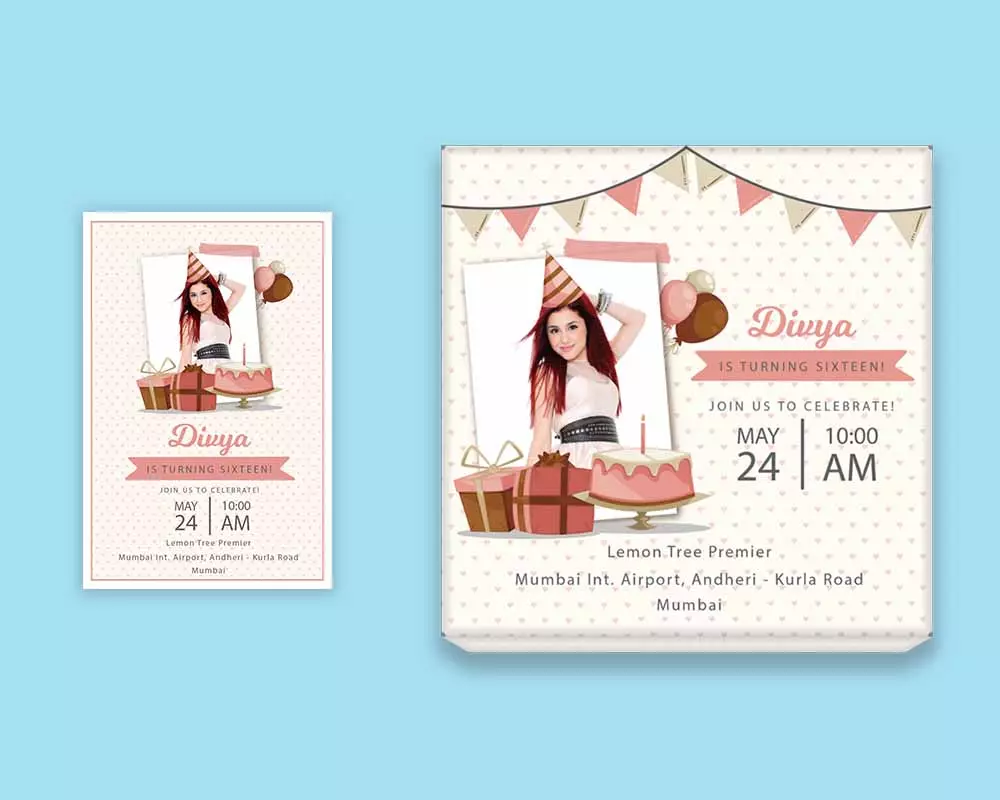 Divya
IS TURNING SIXTEEN!
JOIN US TO CELEBRATE!
MAY 10:00
24 AM
Lemon Tree Premier
Mumbai Int. Airport, Andheri - Kurla Road
Mumbai
Divya
IS TURNING SIXTEEN!
JOIN US TO CELEBRATE!
MAY 10:00
24 AM
Lemon Tree Premier
Mumbai Int. Airport, Andheri - Kurla Road
Mumbai